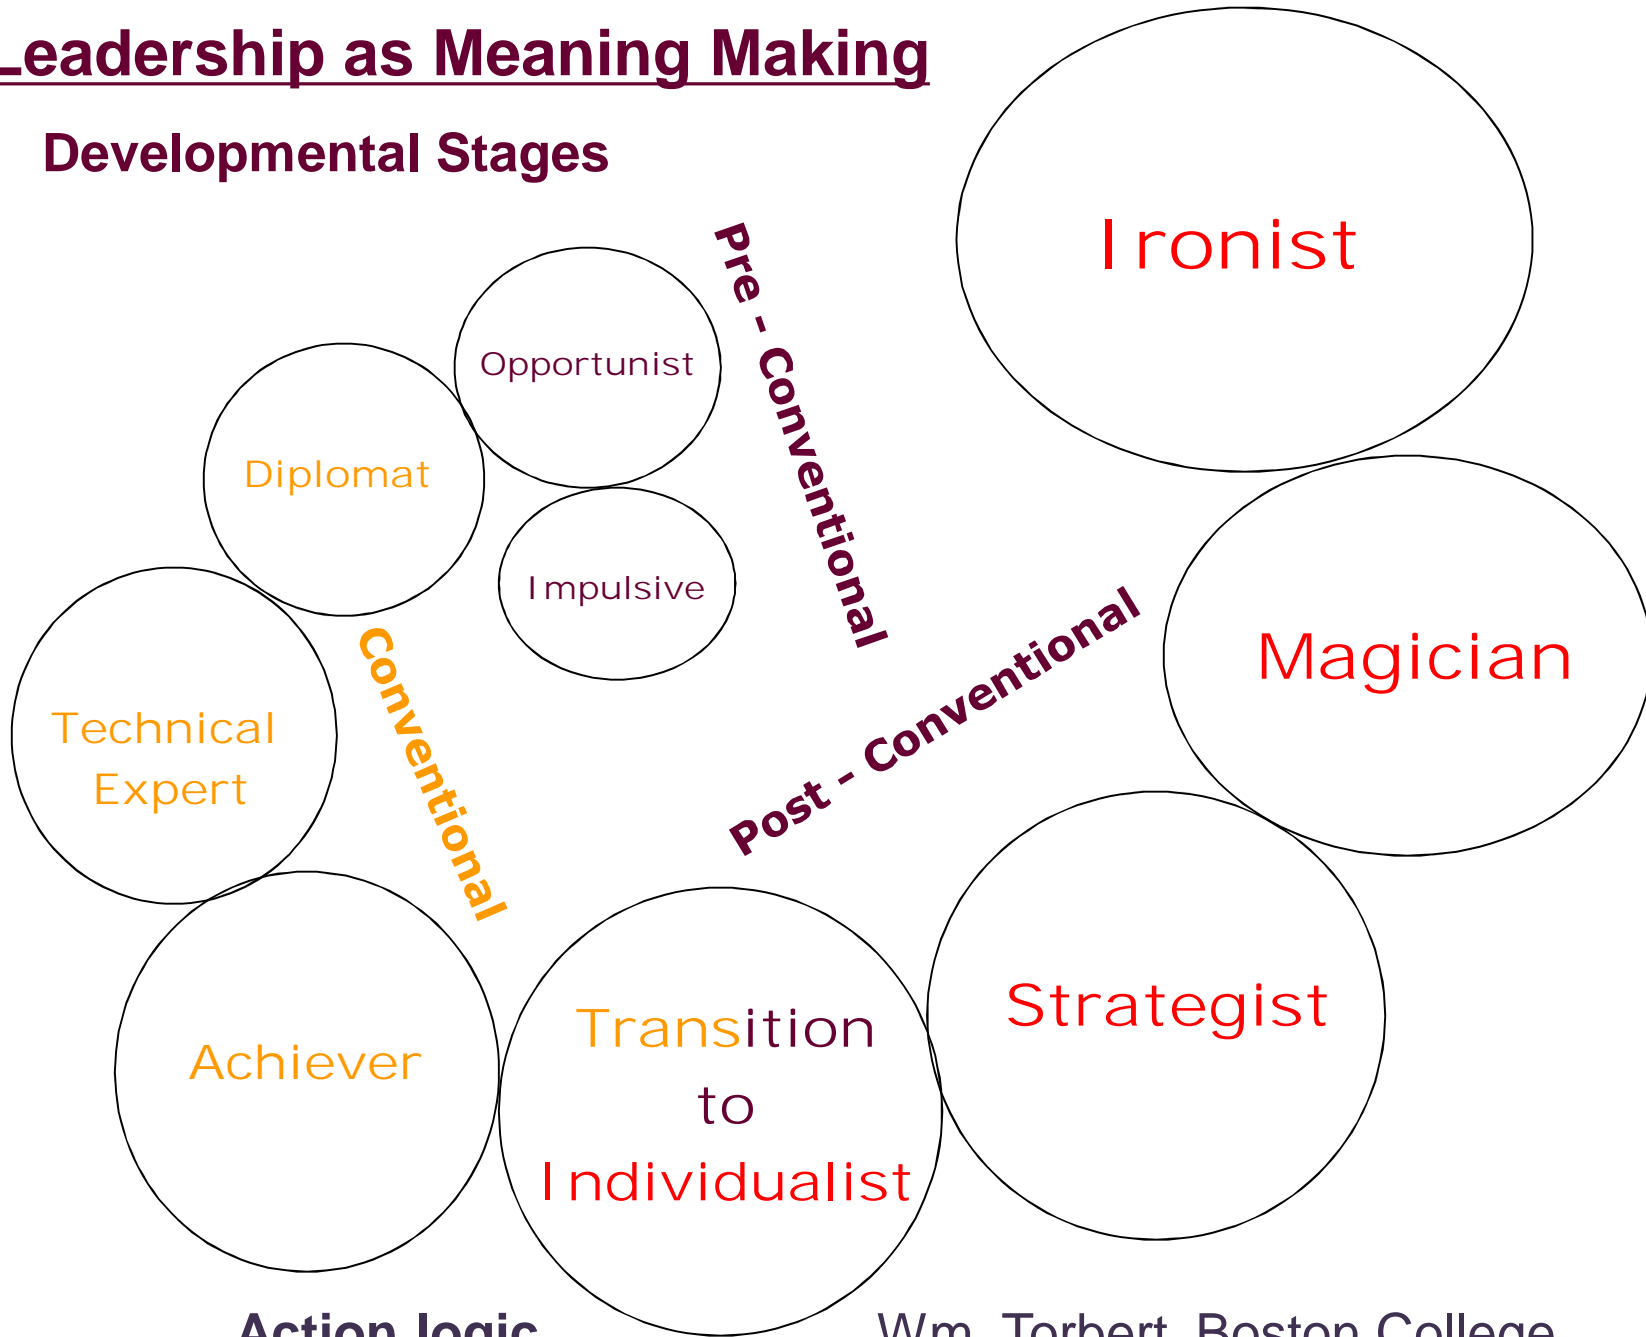 Leadership as Meaning Making
Developmental Stages
Ironist
Pre - Conventional
Opportunist
Diplomat
Impulsive
Conventional
Post - Conventional
Magician
Technical
Expert
Strategist
Achiever
Transition
to
Individualist
Action logic
Wm. Torbert, Boston College